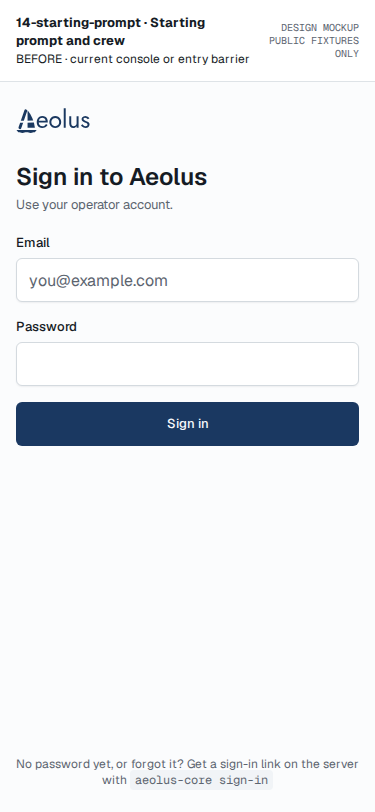 14-starting-prompt · Starting
prompt and crew
BEFORE · current console or entry barrier
DESIGN MOCKUP
PUBLIC FIXTURES
ONLY
Aeolus
Sign in to Aeolus
Use your operator account.
Email
you@example.com
Password
Sign in
No password yet, or forgot it? Get a sign-in link on the server
with aeolus-core sign-in